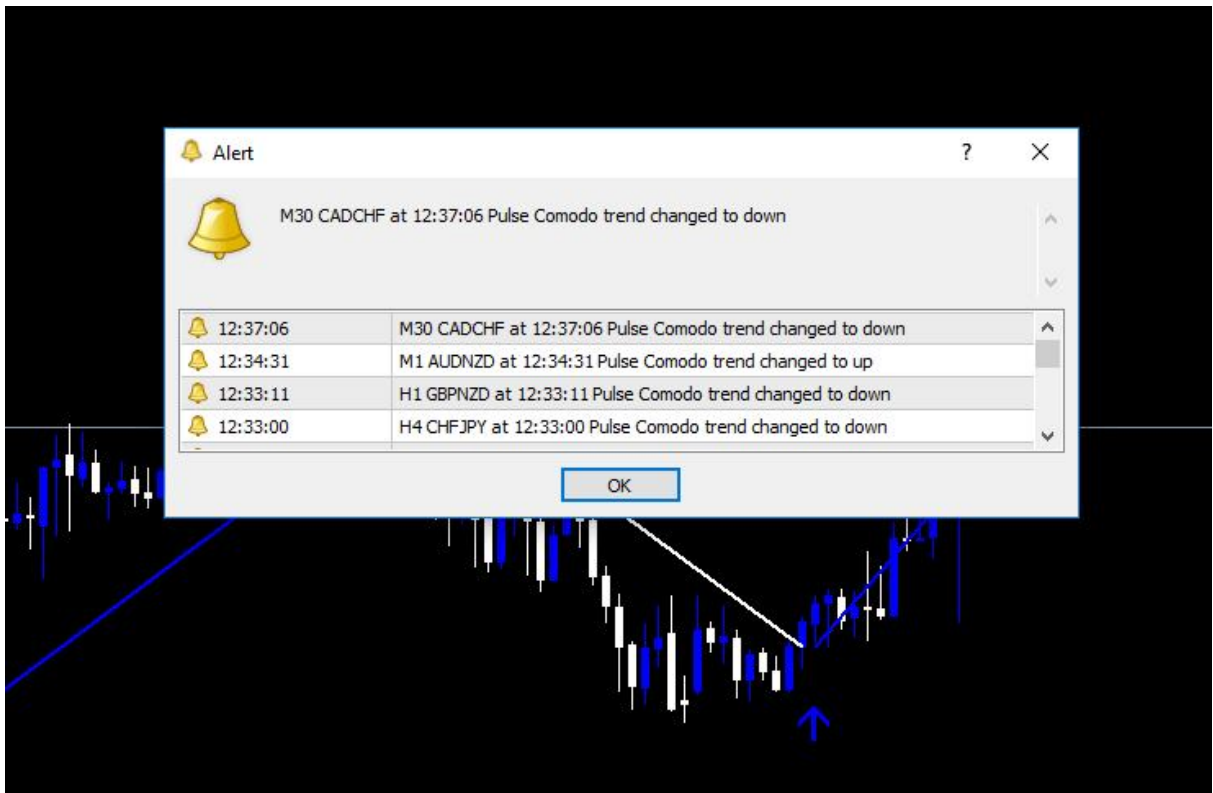 Alert
?
M30 CADCHF at 12:37:06 Pulse Comodo trend changed to down
12:37:06 M30 CADCHF at 12:37:06 Pulse Comodo trend changed to down
12:34:31 M1 AUDNZD at 12:34:31 Pulse Comodo trend changed to up
12:33:11 H1 GBPNZD at 12:33:11 Pulse Comodo trend changed to down
12:33:00 H4 CHFJPY at 12:33:00 Pulse Comodo trend changed to down
OK